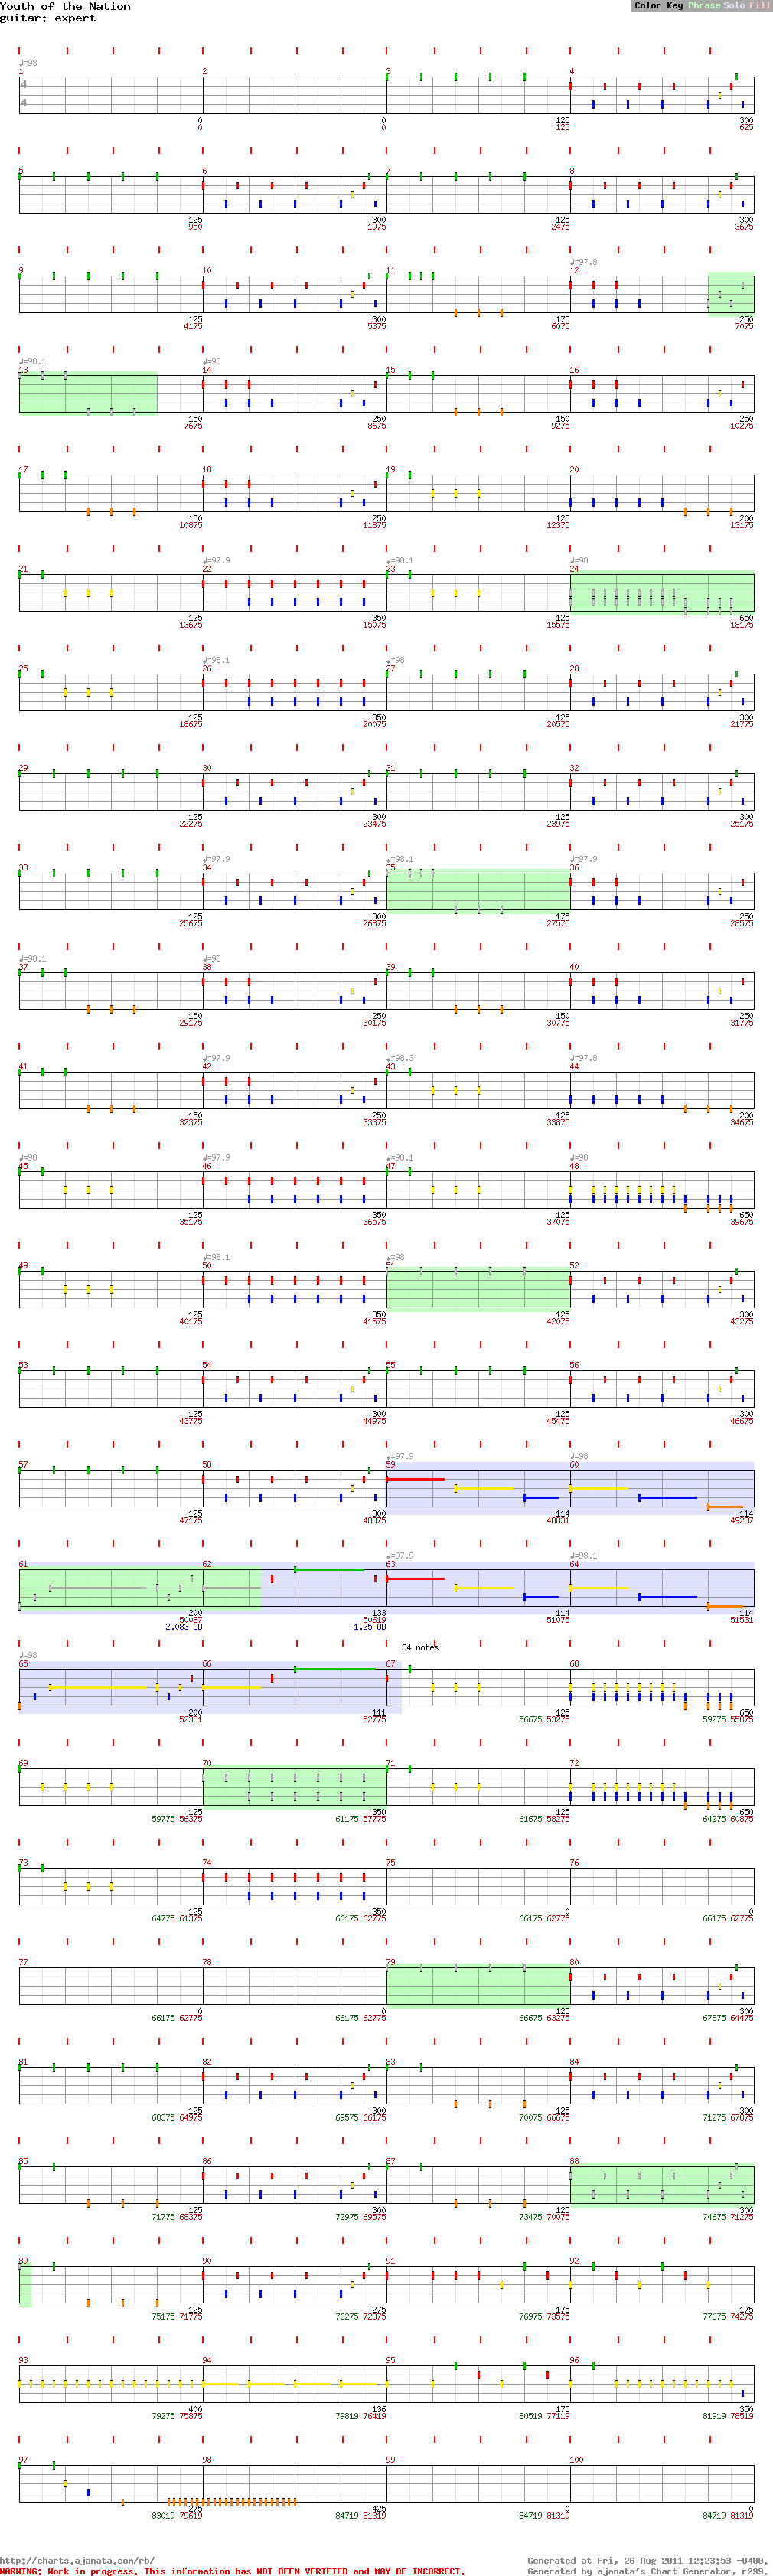 Youth of the Nation
guitar: expert
Color Key Phrase Solo Fill
♩=98
1 2 3 4
4
4
0 0 125 300
0 0 125 625
5 6 7 8
125 300 125 300
950 1975 2475 3675
♩=97.8
9 10 11 12
125 300 175 250
4175 5375 6075 7075
♩=98.1 ♩=98
13 14 15 16
150 250 150 250
7675 8675 9275 10275
17 18 19 20
150 250 125 200
10875 11875 12375 13175
♩=97.9 ♩=98.1 ♩=98
21 22 23 24
125 350 125 650
13675 15075 15575 18175
♩=98.1 ♩=98
25 26 27 28
125 350 125 300
18675 20075 20575 21775
29 30 31 32
125 300 125 300
22275 23475 23975 25175
♩=97.9 ♩=98.1 ♩=97.9
33 34 35 36
125 300 175 250
25675 26875 27575 28575
♩=98.1 ♩=98
37 38 39 40
150 250 150 250
29175 30175 30775 31775
♩=97.9 ♩=98.3 ♩=97.8
41 42 43 44
150 250 125 200
32375 33375 33875 34675
♩=98 ♩=97.9 ♩=98.1 ♩=98
45 46 47 48
125 350 125 650
35175 36575 37075 39675
♩=98.1 ♩=98
49 50 51 52
125 350 125 300
40175 41575 42075 43275
53 54 55 56
125 300 125 300
43775 44975 45475 46675
♩=97.9 ♩=98
57 58 59 60
125 300 114 114
47175 48375 48831 49287
♩=97.9 ♩=98.1
61 62 63 64
200 133 114 114
50087 50619 51075 51531
2.083 OD 1.25 OD
34 notes
♩=98
65 66 67 68
200 111 125 650
52331 52775 56675 53275 59275 55875
69 70 71 72
125 350 125 650
59775 56375 61175 57775 61675 58275 64275 60875
73 74 75 76
125 350 0 0
64775 61375 66175 62775 66175 62775 66175 62775
77 78 79 80
0 0 125 300
66175 62775 66175 62775 66675 63275 67875 64475
81 82 83 84
125 300 125 300
68375 64975 69575 66175 70075 66675 71275 67875
85 86 87 88
125 300 125 300
71775 68375 72975 69575 73475 70075 74675 71275
89 90 91 92
125 275 175 175
75175 71775 76275 72875 76975 73575 77675 74275
93 94 95 96
400 136 175 350
79275 75875 79819 76419 80519 77119 81919 78519
97 98 99 100
275 425 0 0
83019 79619 84719 81319 84719 81319 84719 81319
http://charts.ajanata.com/rb/
Generated at Fri, 26 Aug 2011 12:23:53 -0400.
WARNING: Work in progress. This information has NOT BEEN VERIFIED and MAY BE INCORRECT.
Generated by ajanata's Chart Generator, r299.